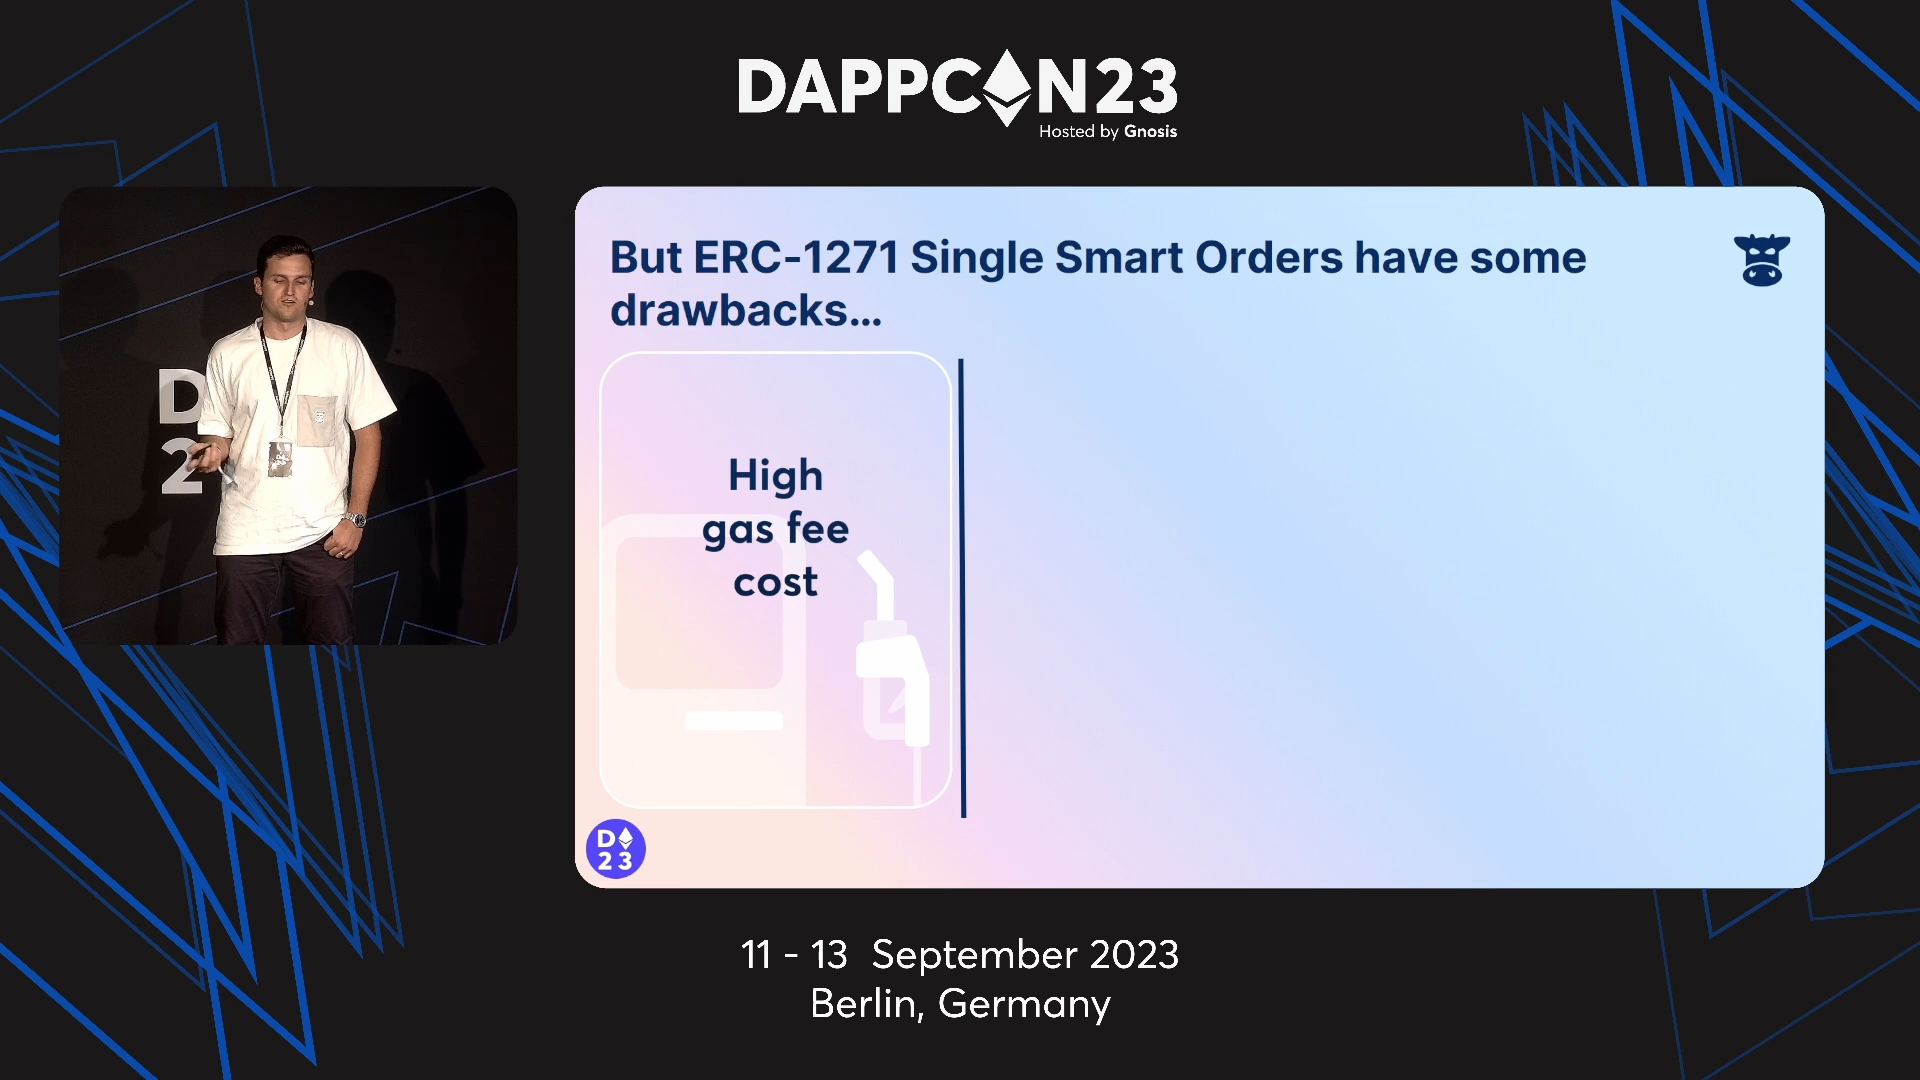 DAPPCON23
Hosted by Gnosis
D
2
But ERC-1271 Single Smart Orders have some
drawbacks...
High
gas fee
cost
D
23
11 - 13 September 2023
Berlin, Germany